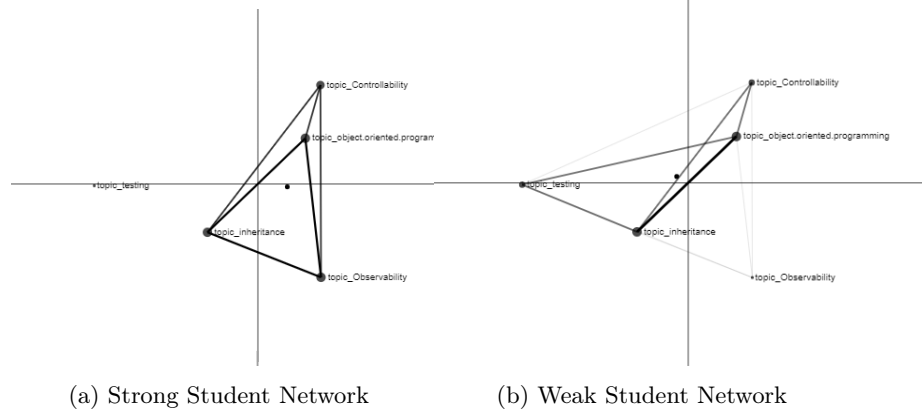 topic_Controllability
topic_object.oriented.program
topic_testing
topic_inheritance
topic_Observability
(a) Strong Student Network
topic_Controllability
topic_object.oriented.programming
topic_testing
topic_inheritance
topic_Observability
(b) Weak Student Network